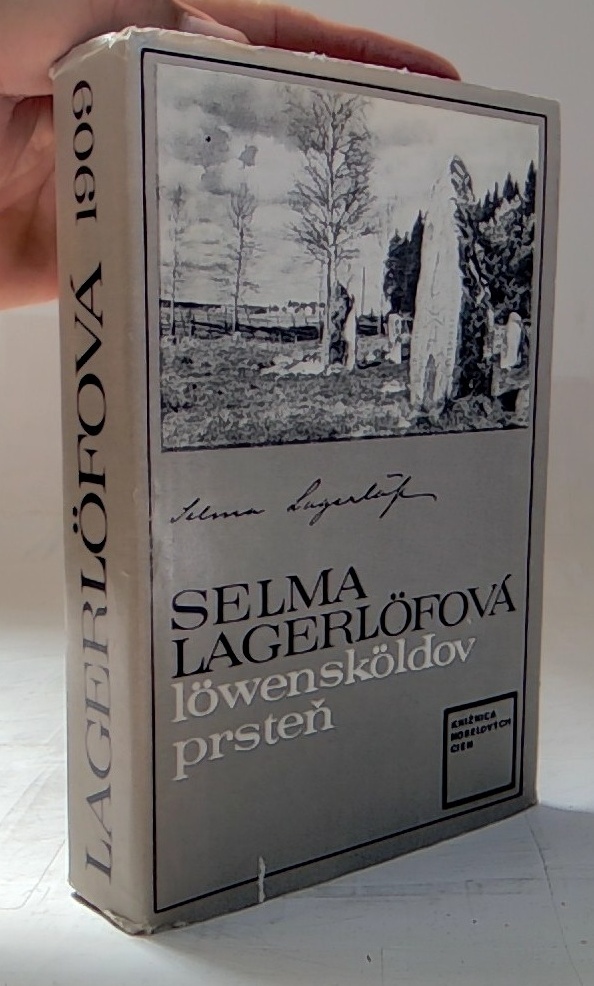 LAGERLÖFOVÁ 1909
Selma Lagerlöf
SELMA
LAGERLÖFOVÁ
löwensköldov
prsteň
KNIŽNICA
NOBELOVÝCH
CIEN